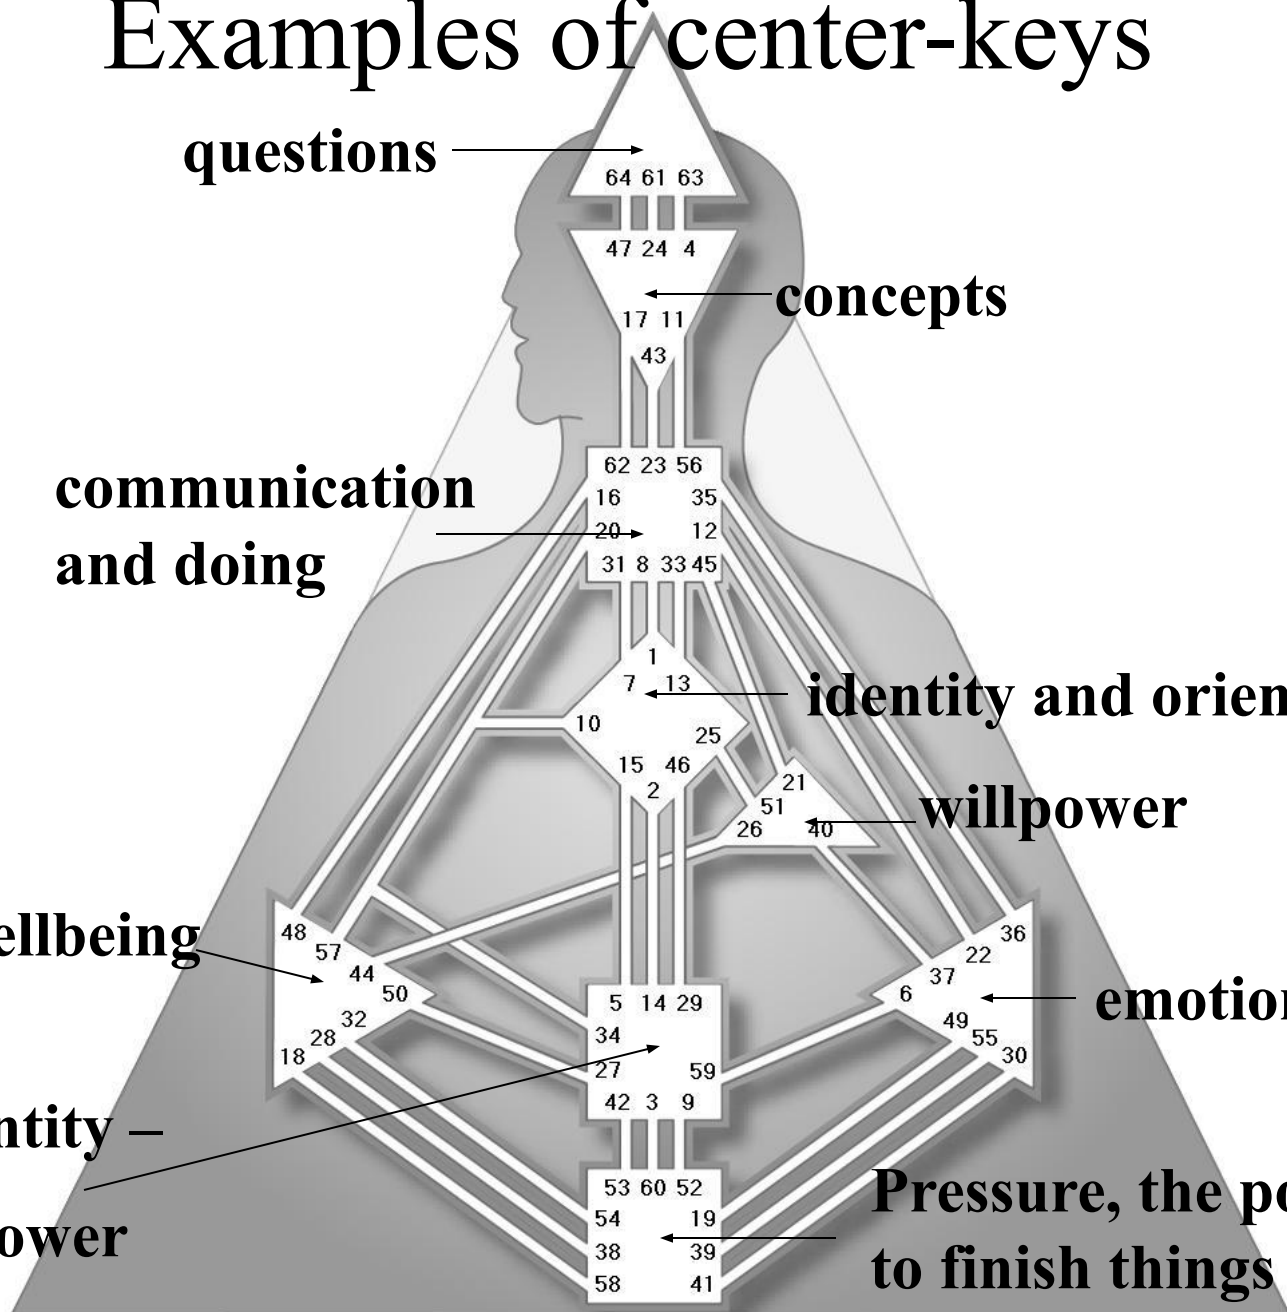 Examples of center-keys
questions
64 61 63
47 24 4
concepts
17 11
43
62 23 56
communication
16 35
20 12
and doing
31 8 33 45
1
7 13
identity and orien
10
25
15 46
2
21
51
willpower
26 40
ellbeing
48 36
57 22
44 37
50 6
emotion
5 14 29
32 49
28 34 55
18 30
27 59
42 3 9
ntity –
53 60 52
Pressure, the po
54 19
ower
38 39
to finish things
58 41